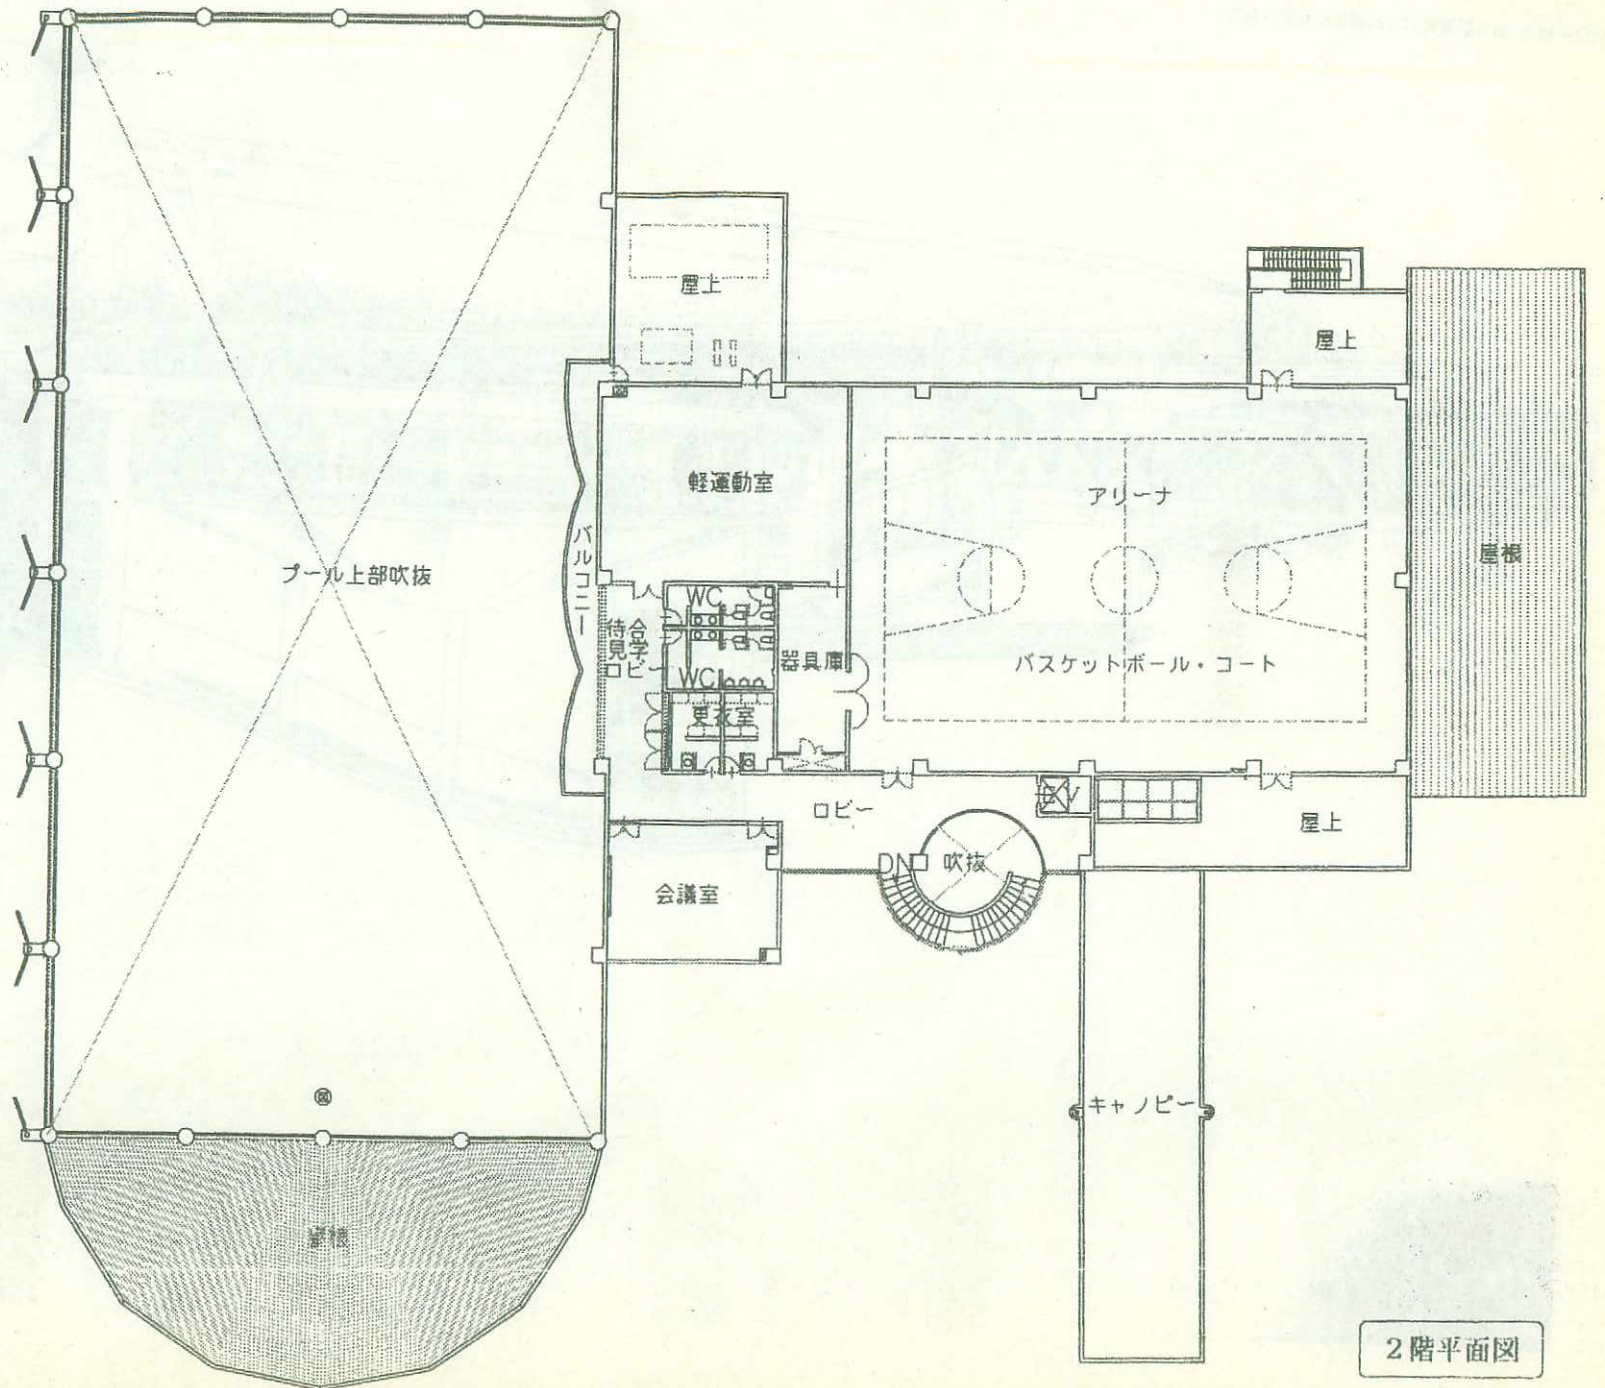 屋上
屋上
軽運動室
アリーナ
屋根
バルコニー
プール上部吹抜
WC
待合
見学
ロビー
器具庫
バスケットボール・コート
WC
更衣室
EV
ロビー
屋上
DN
吹抜
会議室
キャノピー
屋根
2階平面図